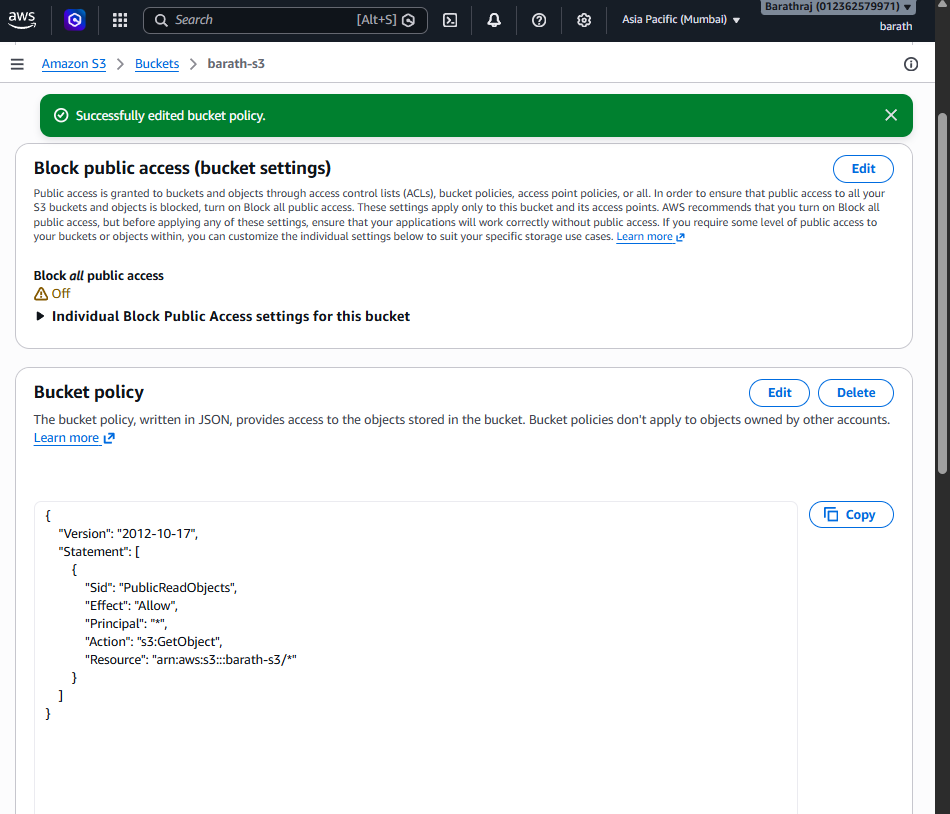 aws
Search [Alt+S]
Asia Pacific (Mumbai)
Barathraj (012362579971)
barath
Amazon S3 > Buckets > barath-s3
Successfully edited bucket policy.
Block public access (bucket settings)
Edit
Public access is granted to buckets and objects through access control lists (ACLs), bucket policies, access point policies, or all. In order to ensure that public access to all your
S3 buckets and objects is blocked, turn on Block all public access. These settings apply only to this bucket and its access points. AWS recommends that you turn on Block all
public access, but before applying any of these settings, ensure that your applications will work correctly without public access. If you require some level of public access to
your buckets or objects within, you can customize the individual settings below to suit your specific storage use cases. Learn more
Block all public access
Off
Individual Block Public Access settings for this bucket
Bucket policy
Edit
Delete
The bucket policy, written in JSON, provides access to the objects stored in the bucket. Bucket policies don't apply to objects owned by other accounts.
Learn more
Copy
{
"Version": "2012-10-17",
"Statement": [
{
"Sid": "PublicReadObjects",
"Effect": "Allow",
"Principal": "*",
"Action": "s3:GetObject",
"Resource": "arn:aws:s3:::barath-s3/*"
}
]
}